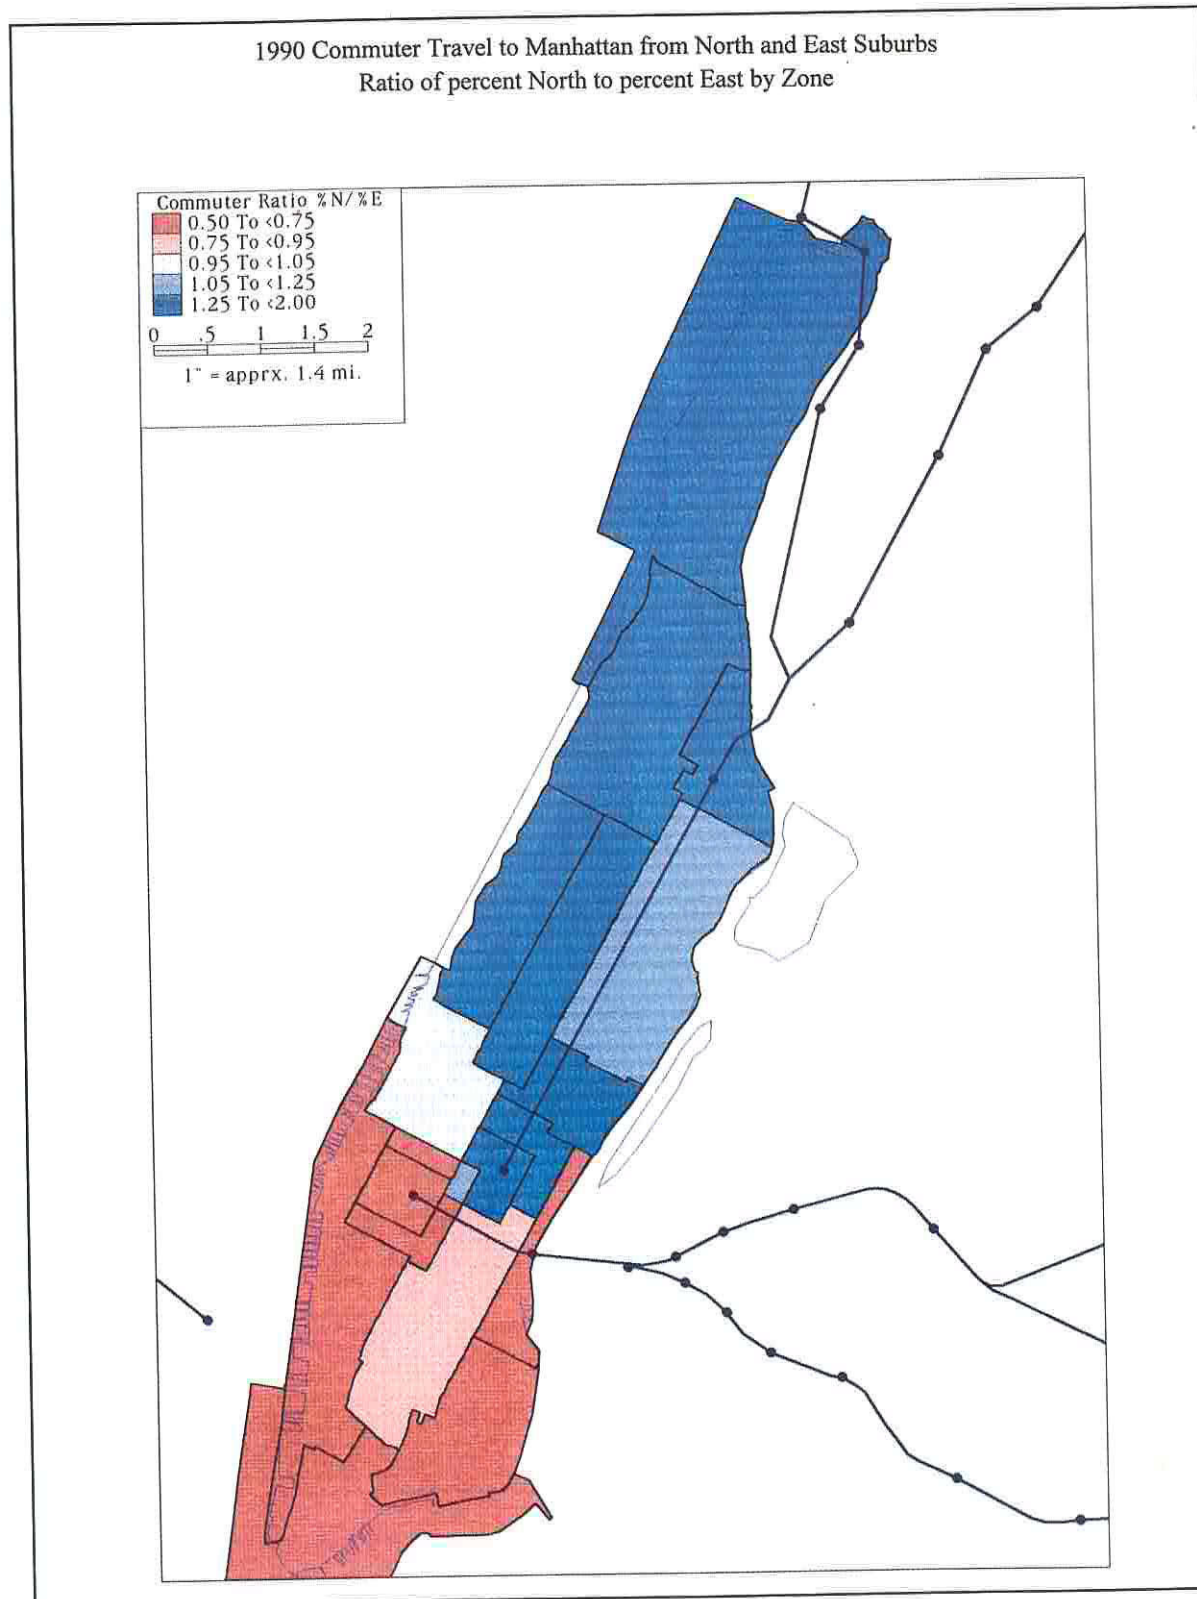 1990 Commuter Travel to Manhattan from North and East Suburbs
Ratio of percent North to percent East by Zone
Commuter Ratio %N/%E
0.50 To <0.75
0.75 To <0.95
0.95 To <1.05
1.05 To <1.25
1.25 To <2.00
0 .5 1 1.5 2
1" = apprx. 1.4 mi.